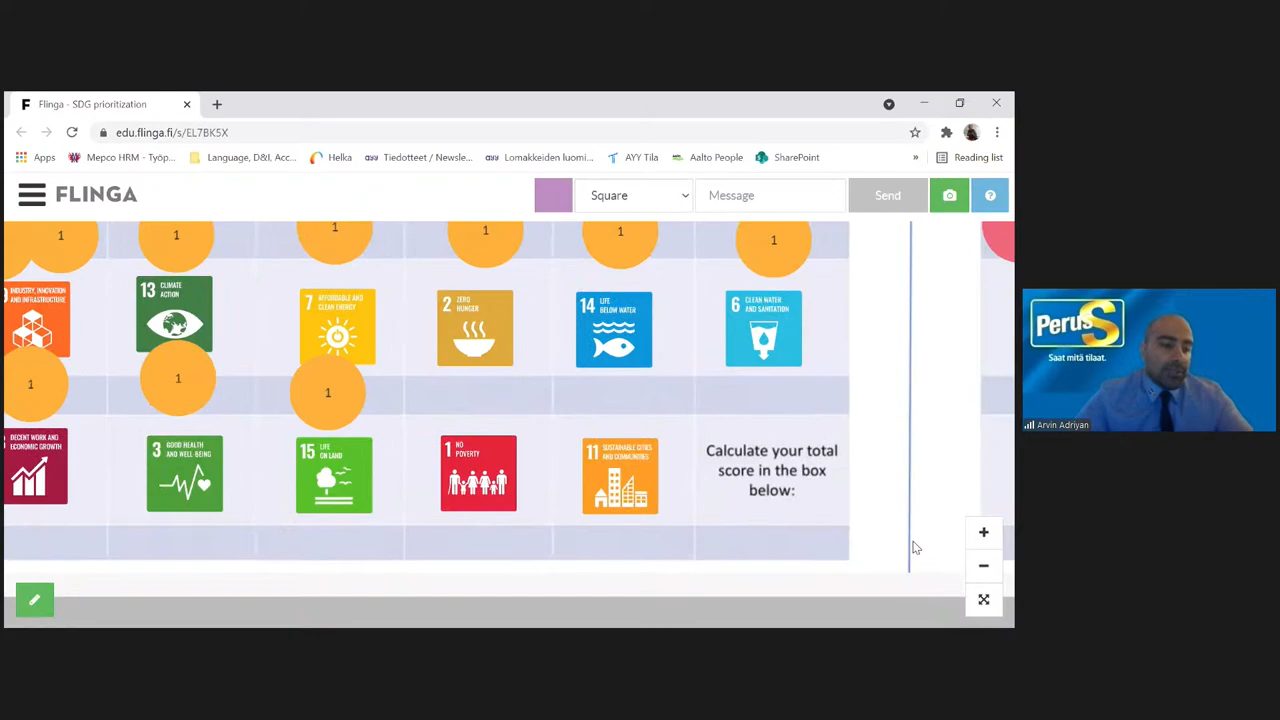 F Flinga - SDG prioritization
edu.flinga.fi/s/EL7BK5X
Apps Mepco HRM - Työp... Language, D&I, Acc... Helka ayy Tiedotteet / Newsle... ayy Lomakkeiden luomi... AYY Tila Aalto People SharePoint » Reading list
FLINGA Square Message Send ?
1 1 1 1 1 1
INDUSTRY, INNOVATION
AND INFRASTRUCTURE
13 CLIMATE
ACTION
7 AFFORDABLE AND
CLEAN ENERGY
2 ZERO
HUNGER
14 LIFE
BELOW WATER
6 CLEAN WATER
AND SANITATION
1 1 1
DECENT WORK AND
ECONOMIC GROWTH
3 GOOD HEALTH
AND WELL-BEING
15 LIFE
ON LAND
1 NO
POVERTY
11 SUSTAINABLE CITIES
AND COMMUNITIES
Calculate your total
score in the box
below:
PeruS
Saat mitä tilaat.
Arvin Adriyan